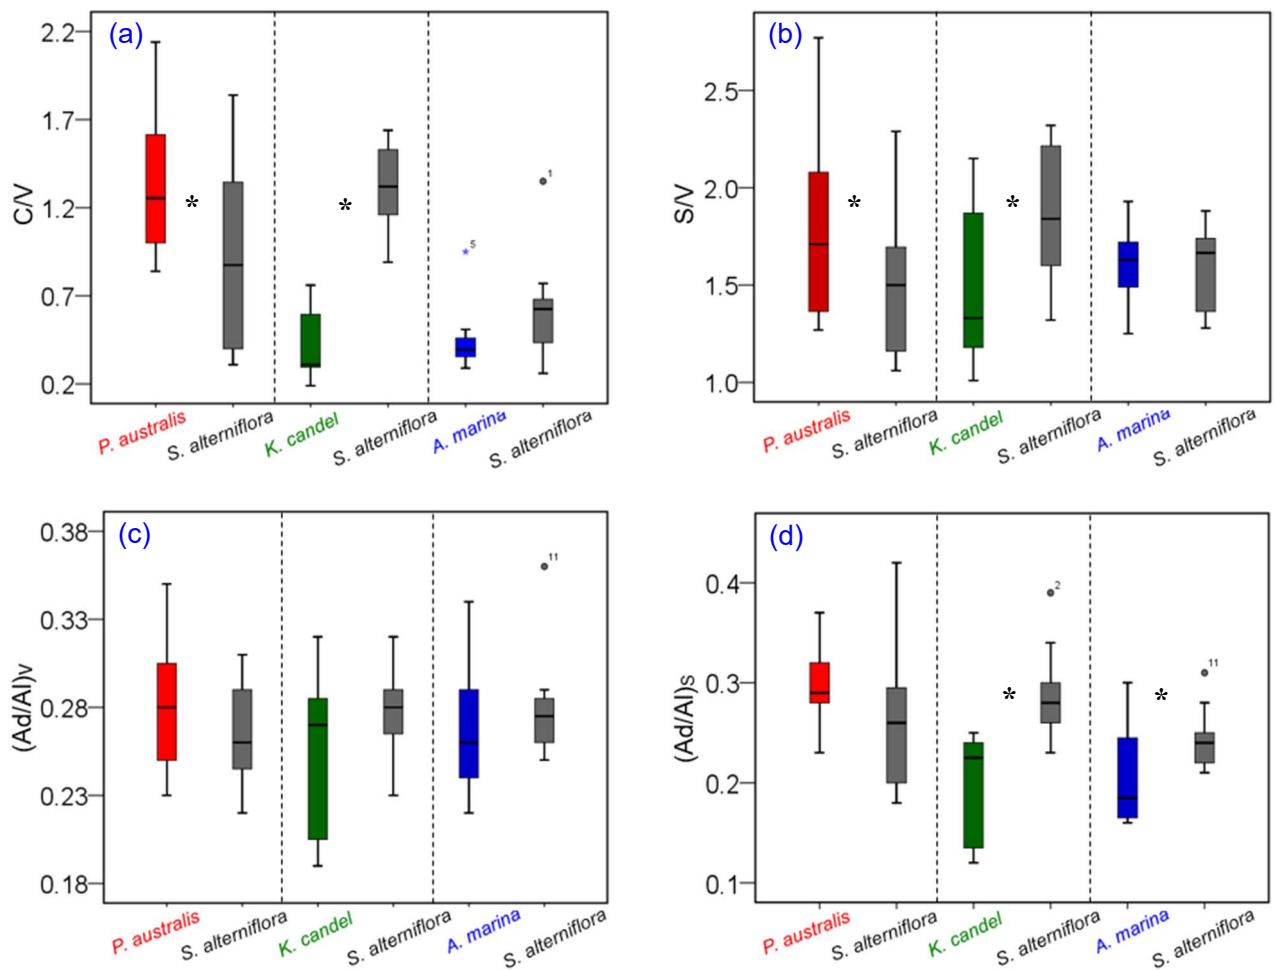 (a)
C/V
2.2
1.7
1.2
0.7
0.2
*
*
*5
1
P. australis
S. alterniflora
K. candel
S. alterniflora
A. marina
S. alterniflora
(b)
S/V
2.5
2.0
1.5
1.0
*
*
P. australis
S. alterniflora
K. candel
S. alterniflora
A. marina
S. alterniflora
(c)
(Ad/Al)v
0.38
0.33
0.28
0.23
0.18
11
P. australis
S. alterniflora
K. candel
S. alterniflora
A. marina
S. alterniflora
(d)
(Ad/Al)s
0.4
0.3
0.2
0.1
*
*
2
11
P. australis
S. alterniflora
K. candel
S. alterniflora
A. marina
S. alterniflora